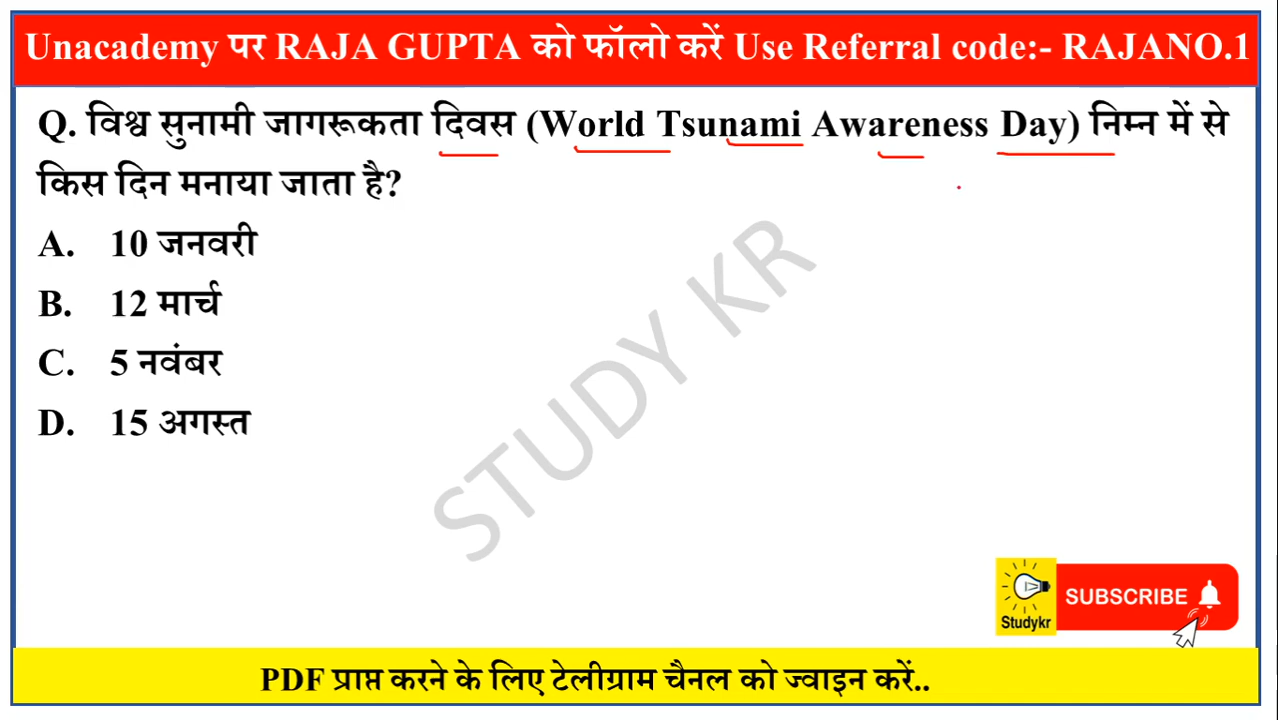 Unacademy पर RAJA GUPTA को फॉलो करें Use Referral code:- RAJANO.1
Q. विश्व सुनामी जागरूकता दिवस (World Tsunami Awareness Day) निम्न में से
किस दिन मनाया जाता है?
A. 10 जनवरी
B. 12 मार्च
C. 5 नवंबर
D. 15 अगस्त
STUDY KR
SUBSCRIBE
Studykr
PDF प्राप्त करने के लिए टेलीग्राम चैनल को ज्वाइन करें..